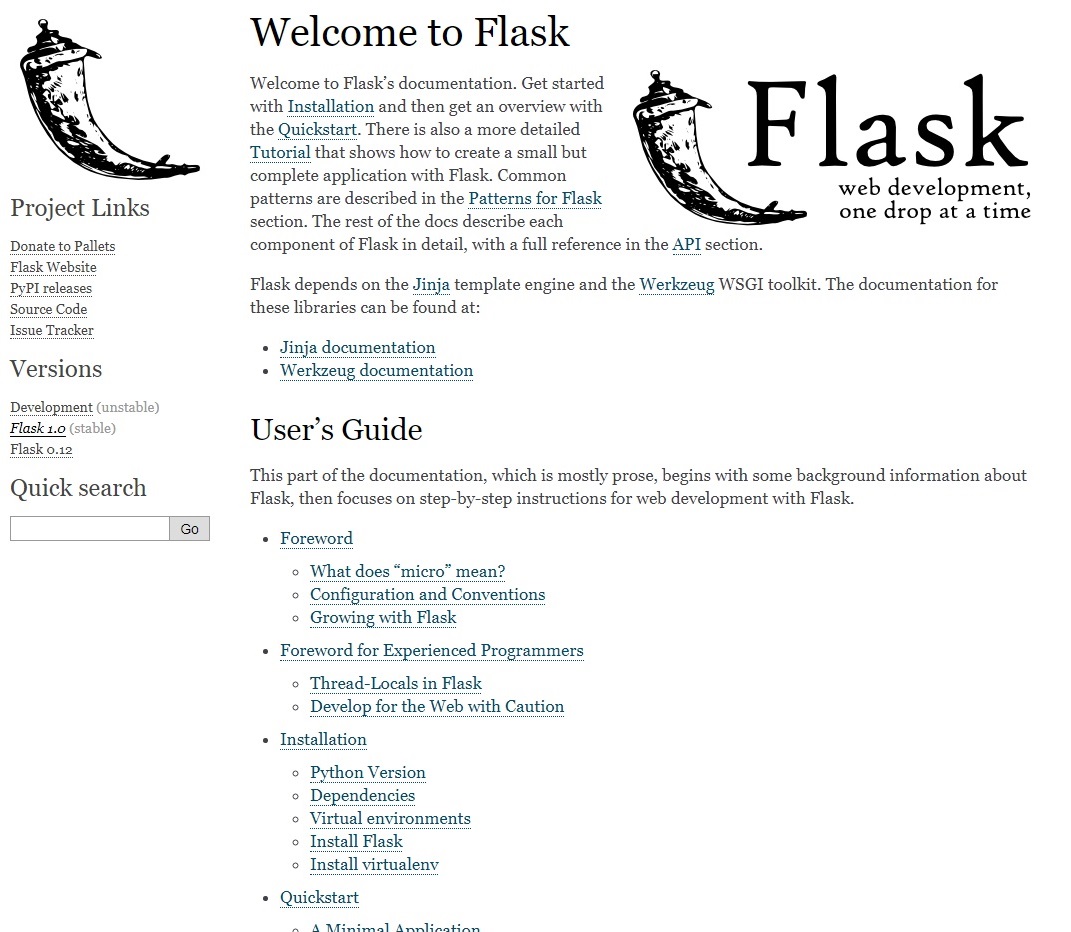 Project Links
Donate to Pallets
Flask Website
PyPI releases
Source Code
Issue Tracker
Versions
Development (unstable)
Flask 1.0 (stable)
Flask 0.12
Quick search
Go
Welcome to Flask
Flask
web development,
one drop at a time
Welcome to Flask’s documentation. Get started
with Installation and then get an overview with
the Quickstart. There is also a more detailed
Tutorial that shows how to create a small but
complete application with Flask. Common
patterns are described in the Patterns for Flask
section. The rest of the docs describe each
component of Flask in detail, with a full reference in the API section.
Flask depends on the Jinja template engine and the Werkzeug WSGI toolkit. The documentation for
these libraries can be found at:
• Jinja documentation
• Werkzeug documentation
User’s Guide
This part of the documentation, which is mostly prose, begins with some background information about
Flask, then focuses on step-by-step instructions for web development with Flask.
• Foreword
◦ What does “micro” mean?
◦ Configuration and Conventions
◦ Growing with Flask
• Foreword for Experienced Programmers
◦ Thread-Locals in Flask
◦ Develop for the Web with Caution
• Installation
◦ Python Version
◦ Dependencies
◦ Virtual environments
◦ Install Flask
◦ Install virtualenv
• Quickstart
◦ A Minimal Application